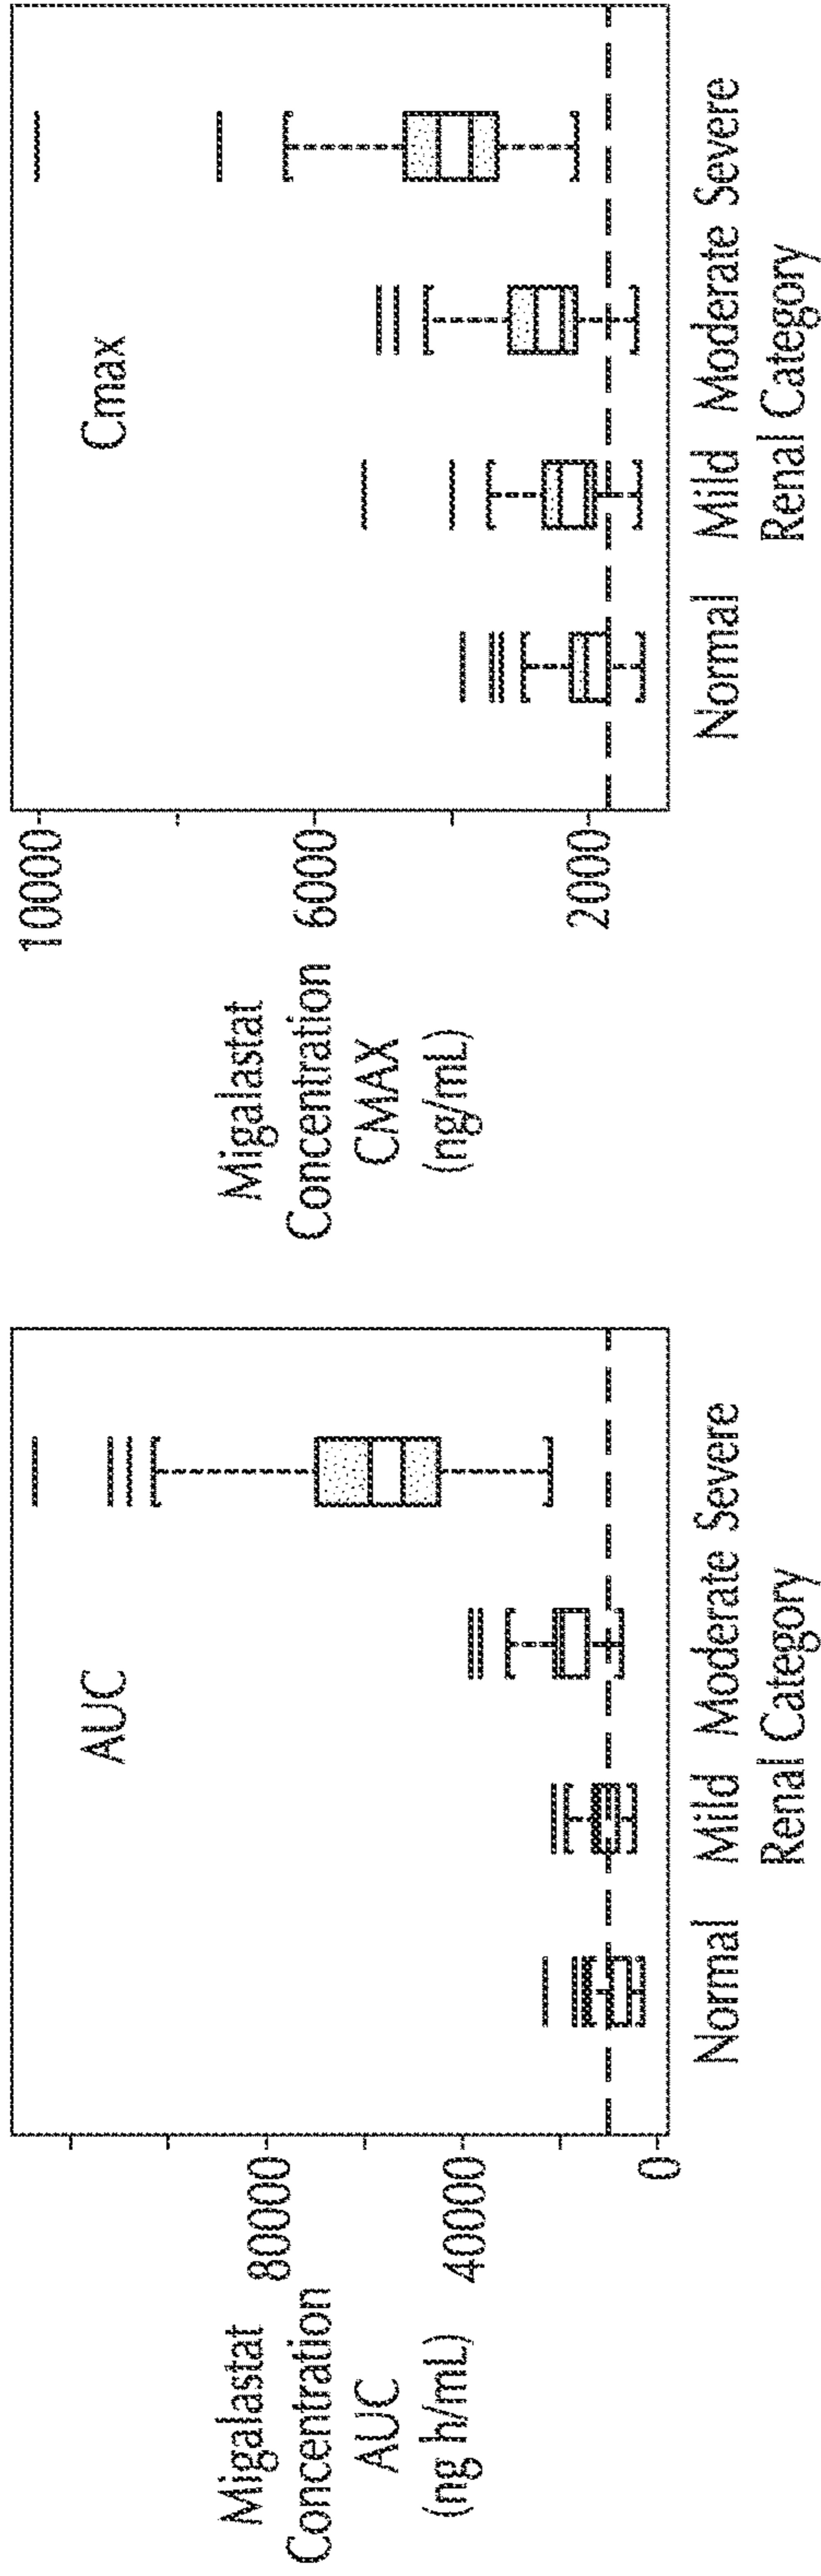 Migalastat
Concentration
AUC
(ng h/mL)
80000
40000
0
AUC
Normal Mild Moderate Severe
Renal Category
Migalastat
Concentration
CMAX
(ng/mL)
10000
6000
2000
Cmax
Normal Mild Moderate Severe
Renal Category